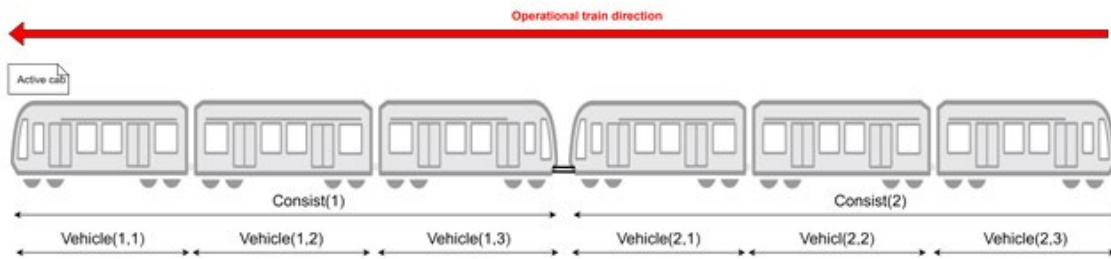 Operational train direction
Active cab
Consist(1)
Consist(2)
Vehicle(1,1)
Vehicle(1,2)
Vehicle(1,3)
Vehicle(2,1)
Vehicl(2,2)
Vehicle(2,3)